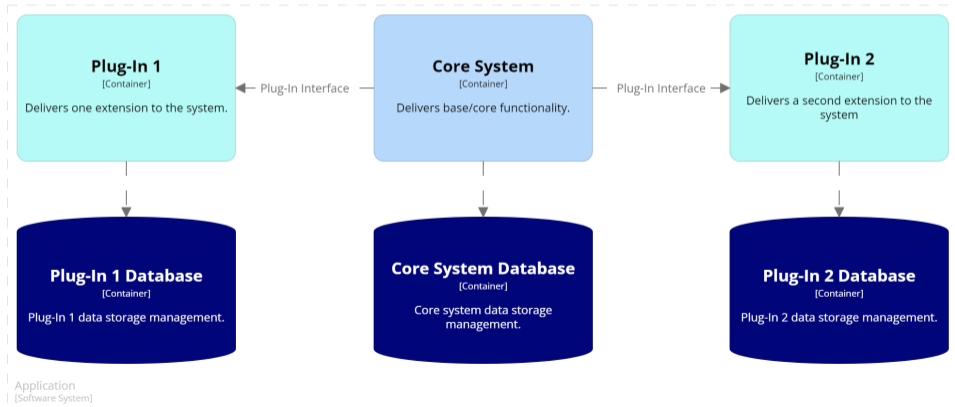 Plug-In 1
[Container]
Delivers one extension to the system.
Plug-In Interface
Core System
[Container]
Delivers base/core functionality.
Plug-In Interface
Plug-In 2
[Container]
Delivers a second extension to the
system
Plug-In 1 Database
[Container]
Plug-In 1 data storage management.
Core System Database
[Container]
Core system data storage
management.
Plug-In 2 Database
[Container]
Plug-In 2 data storage management.
Application
[Software System]